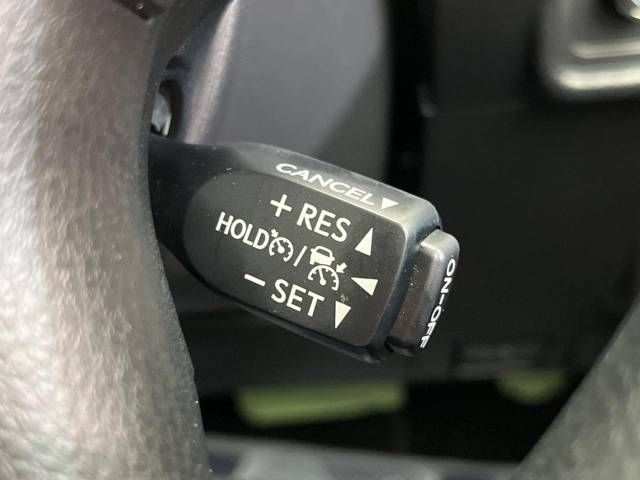 CANCEL▼
+ RES▲
HOLD /
− SET▼
ON-OFF